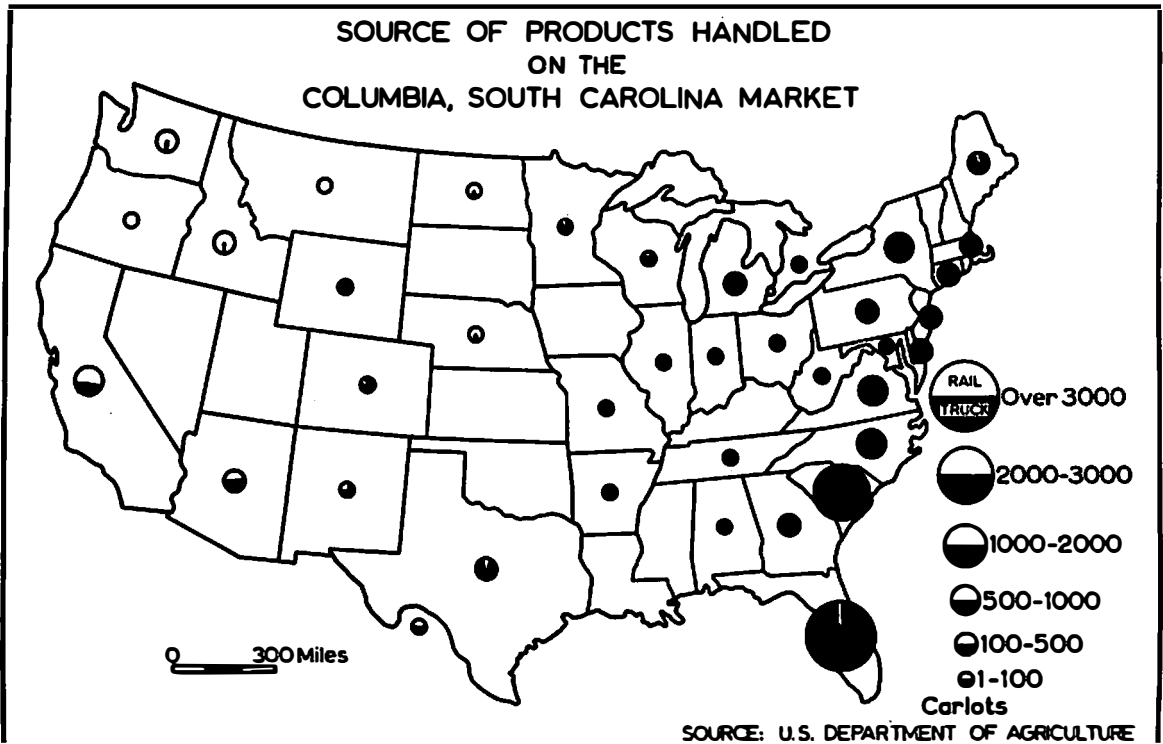 SOURCE OF PRODUCTS HANDLED
ON THE
COLUMBIA, SOUTH CAROLINA MARKET
RAIL
TRUCK
Over 3000
2000-3000
1000-2000
500-1000
100-500
1-100
Carlots
0 300 Miles
SOURCE: U.S. DEPARTMENT OF AGRICULTURE